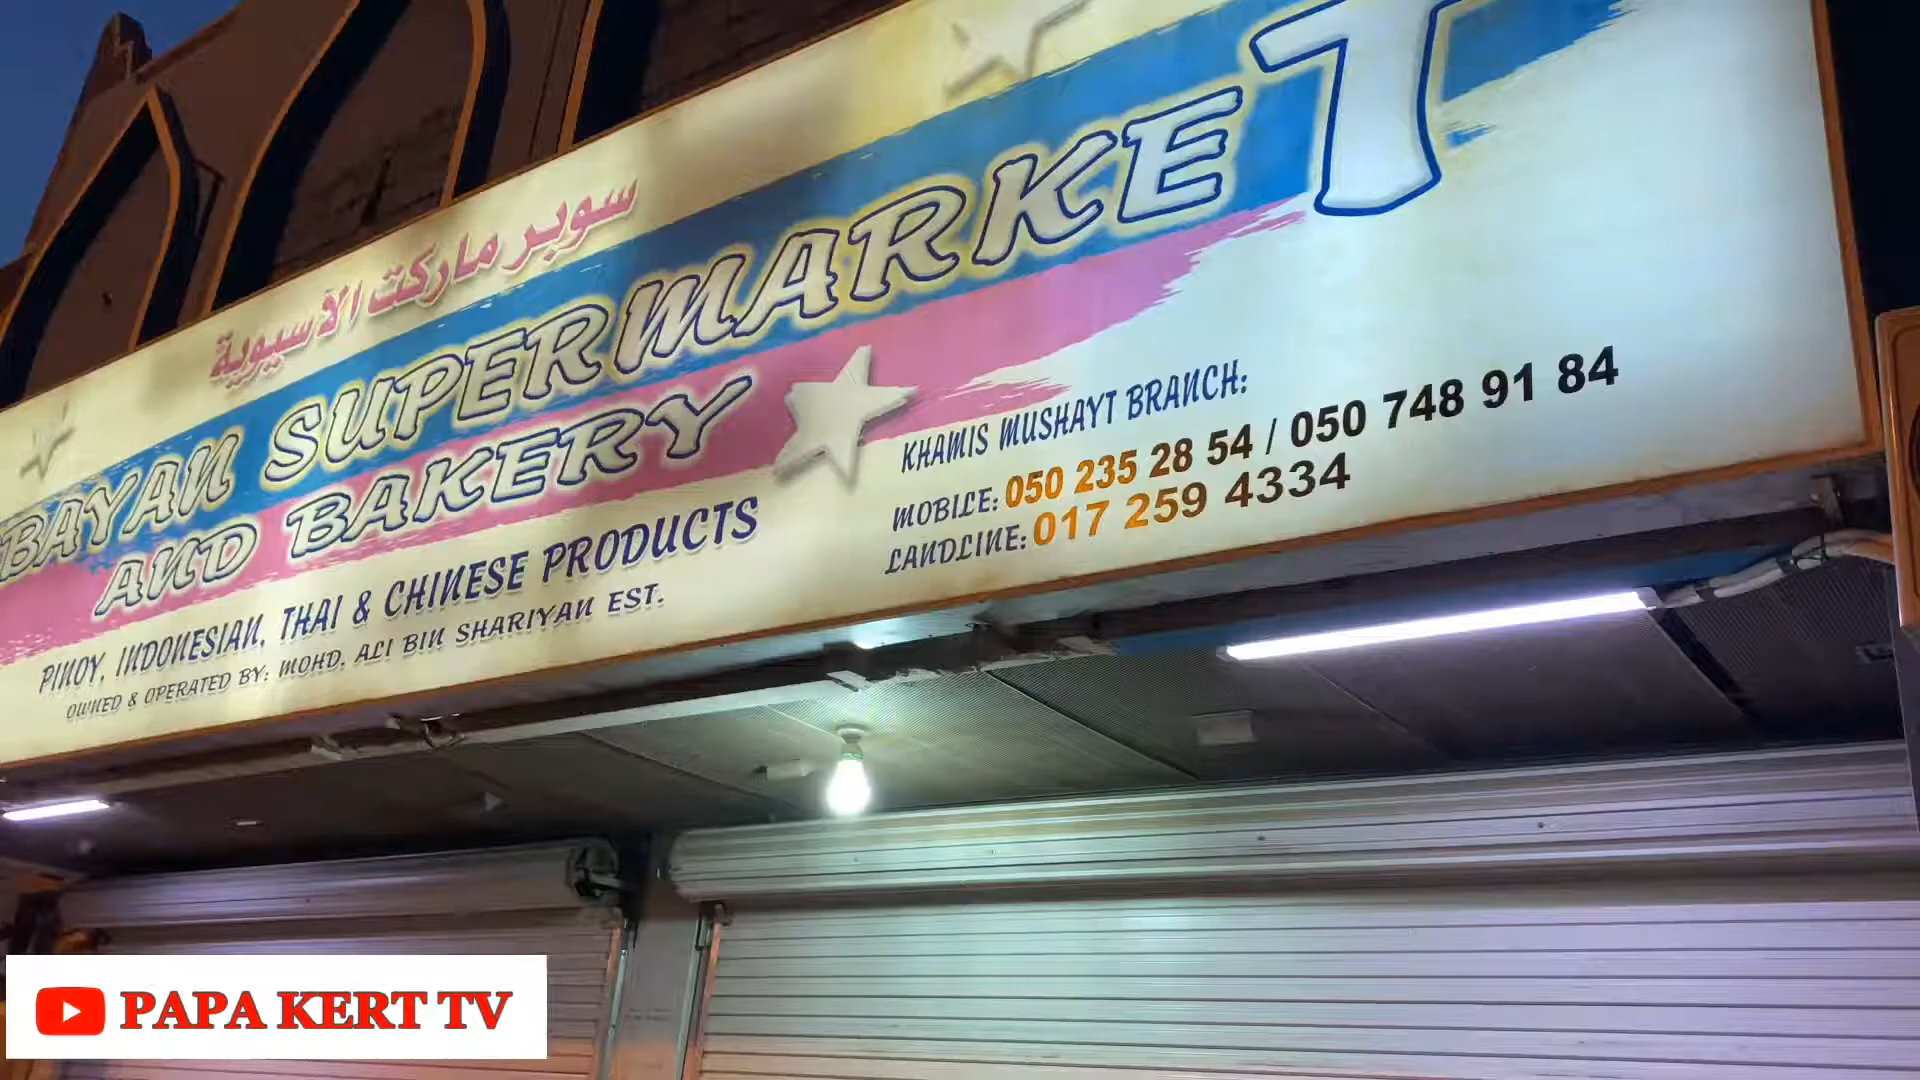 سوبر ماركت الاسيوية
BAYAN SUPERMARKET
AND BAKERY
PINOY, INDONESIAN, THAI & CHINESE PRODUCTS
OWNED & OPERATED BY: MOHD. ALI BIN SHARIYAN EST.
KHAMIS MUSHAYT BRANCH:
MOBILE: 050 235 28 54 / 050 748 91 84
LANDLINE: 017 259 4334
PAPA KERT TV